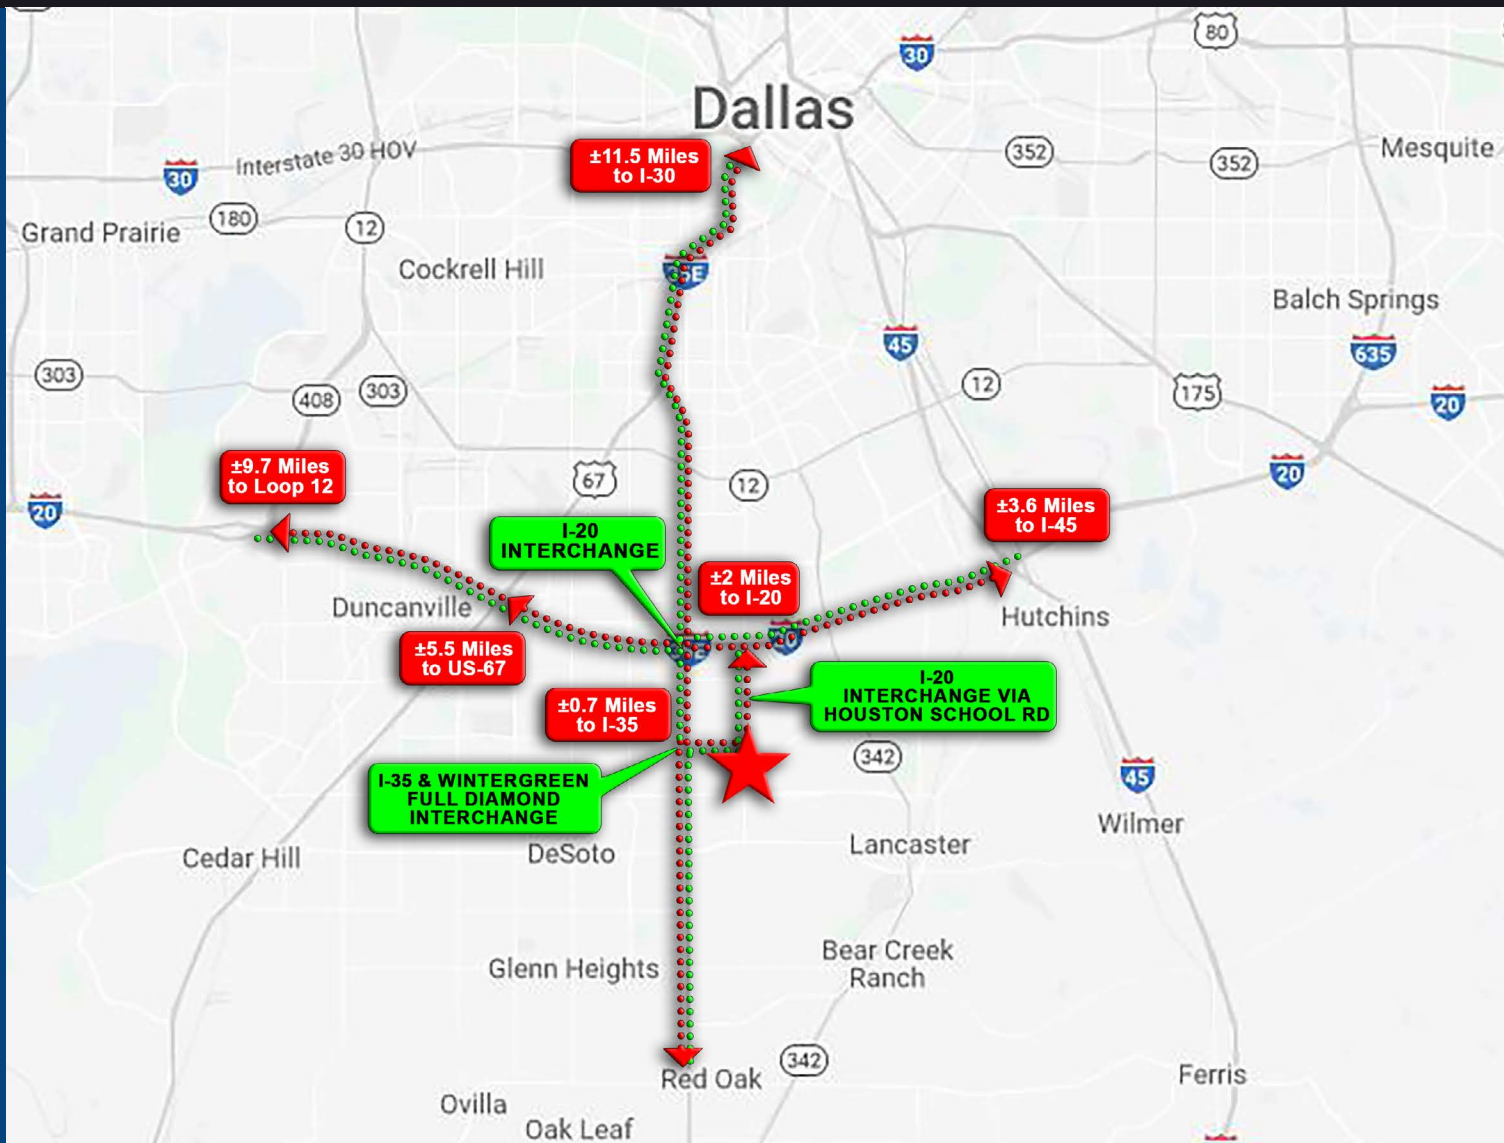 80
30
Dallas
352
352
Mesquite
Interstate 30 HOV
±11.5 Miles
to I-30
30
180
12
Grand Prairie
Cockrell Hill
35E
Balch Springs
45
635
303
408
303
12
175
20
±9.7 Miles
to Loop 12
67
12
20
20
±3.6 Miles
to I-45
I-20
INTERCHANGE
±2 Miles
to I-20
Duncanville
Hutchins
±5.5 Miles
to US-67
20
I-20
INTERCHANGE VIA
HOUSTON SCHOOL RD
±0.7 Miles
to I-35
342
45
I-35 & WINTERGREEN
FULL DIAMOND
INTERCHANGE
Wilmer
Cedar Hill
DeSoto
Lancaster
Glenn Heights
Bear Creek
Ranch
342
Red Oak
Ferris
Ovilla
Oak Leaf